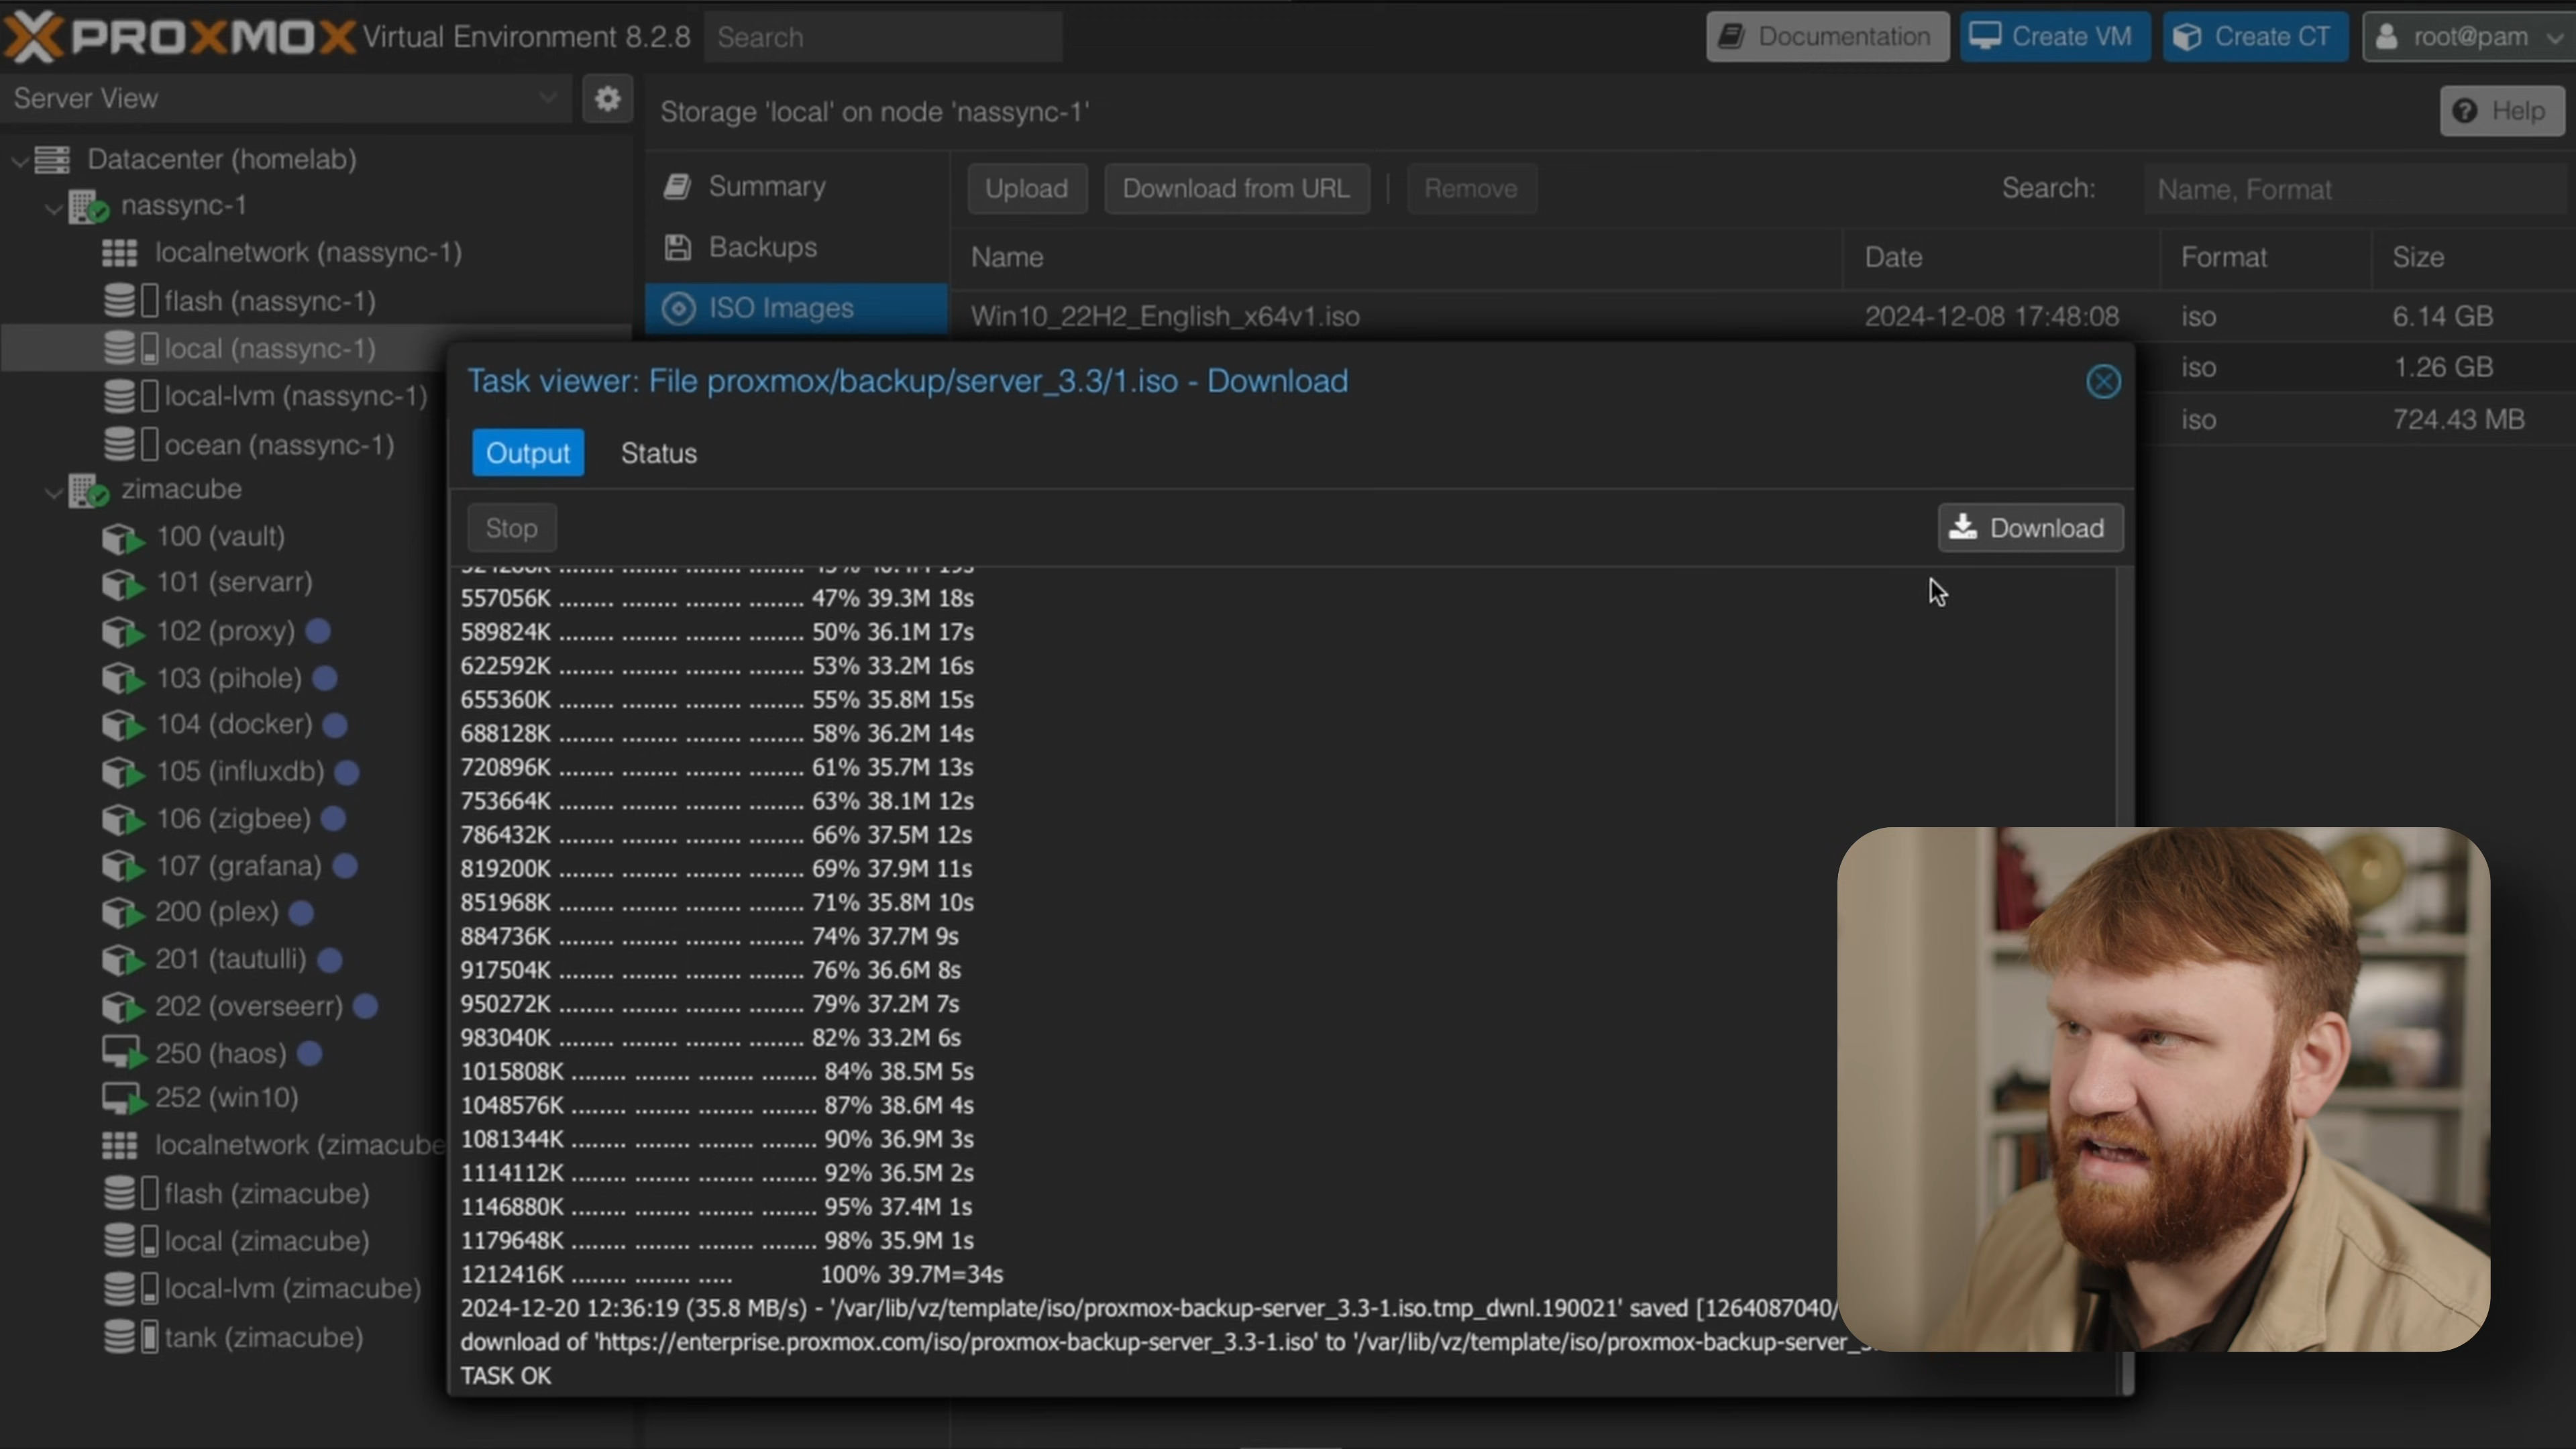 PROXMOX Virtual Environment 8.2.8
Search
Documentation
Create VM
Create CT
root@pam
Server View
Storage 'local' on node 'nassync-1'
Help
Datacenter (homelab)
nassync-1
localnetwork (nassync-1)
flash (nassync-1)
local (nassync-1)
local-lvm (nassync-1)
ocean (nassync-1)
zimacube
100 (vault)
101 (servarr)
102 (proxy)
103 (pihole)
104 (docker)
105 (influxdb)
106 (zigbee)
107 (grafana)
200 (plex)
201 (tautulli)
202 (overseerr)
250 (haos)
252 (win10)
localnetwork (zimacube
flash (zimacube)
local (zimacube)
local-lvm (zimacube)
tank (zimacube)
Summary
Backups
ISO Images
Upload
Download from URL
Remove
Search:
Name, Format
Name Date Format Size
Win10_22H2_English_x64v1.iso 2024-12-08 17:48:08 iso 6.14 GB
iso 1.26 GB
iso 724.43 MB
Task viewer: File proxmox/backup/server_3.3/1.iso - Download
Output
Status
Stop
Download
557056K ........ ........ ........ ........ 47% 39.3M 18s
589824K ........ ........ ........ ........ 50% 36.1M 17s
622592K ........ ........ ........ ........ 53% 33.2M 16s
655360K ........ ........ ........ ........ 55% 35.8M 15s
688128K ........ ........ ........ ........ 58% 36.2M 14s
720896K ........ ........ ........ ........ 61% 35.7M 13s
753664K ........ ........ ........ ........ 63% 38.1M 12s
786432K ........ ........ ........ ........ 66% 37.5M 12s
819200K ........ ........ ........ ........ 69% 37.9M 11s
851968K ........ ........ ........ ........ 71% 35.8M 10s
884736K ........ ........ ........ ........ 74% 37.7M 9s
917504K ........ ........ ........ ........ 76% 36.6M 8s
950272K ........ ........ ........ ........ 79% 37.2M 7s
983040K ........ ........ ........ ........ 82% 33.2M 6s
1015808K ........ ........ ........ ........ 84% 38.5M 5s
1048576K ........ ........ ........ ........ 87% 38.6M 4s
1081344K ........ ........ ........ ........ 90% 36.9M 3s
1114112K ........ ........ ........ ........ 92% 36.5M 2s
1146880K ........ ........ ........ ........ 95% 37.4M 1s
1179648K ........ ........ ........ ........ 98% 35.9M 1s
1212416K ........ ........ ..... 100% 39.7M=34s
2024-12-20 12:36:19 (35.8 MB/s) - '/var/lib/vz/template/iso/proxmox-backup-server_3.3-1.iso.tmp_dwnl.190021' saved [1264087040/
download of 'https://enterprise.proxmox.com/iso/proxmox-backup-server_3.3-1.iso' to '/var/lib/vz/template/iso/proxmox-backup-server_3
TASK OK